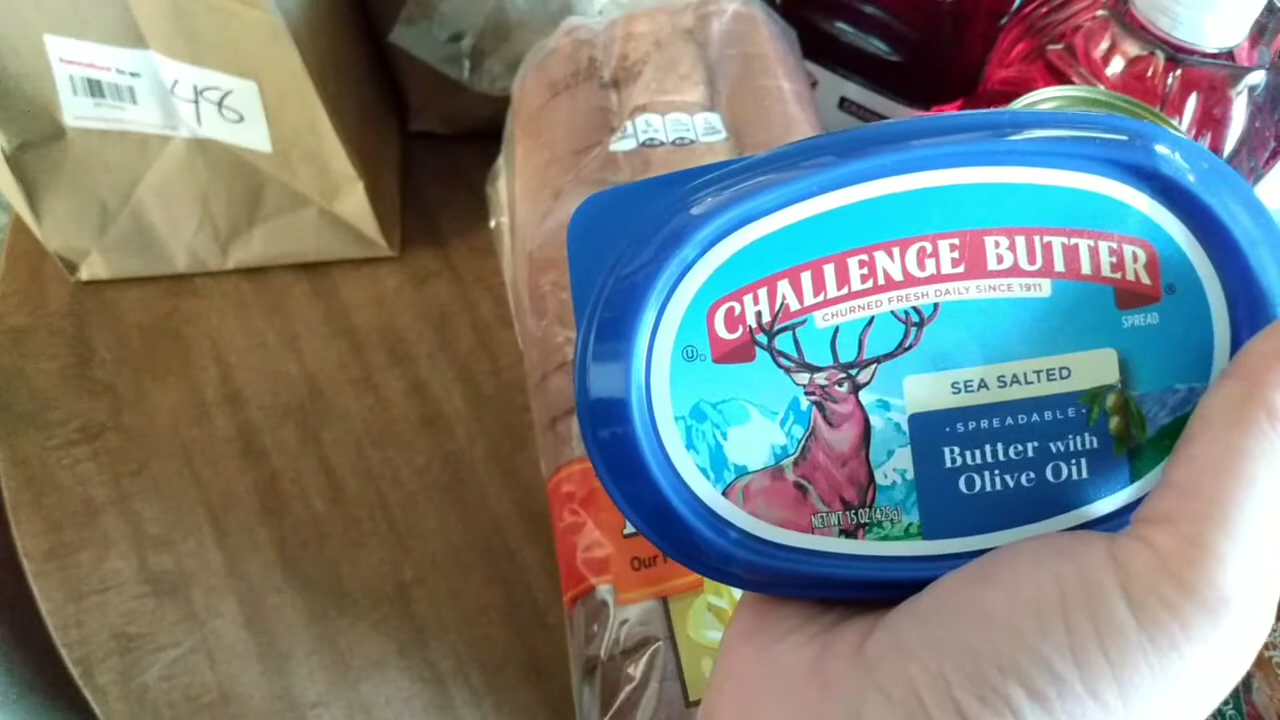 48
CHALLENGE BUTTER
®
CHURNED FRESH DAILY SINCE 1911
SPREAD
U D
SEA SALTED
· SPREADABLE ·
Butter with
Olive Oil
NET WT 15 OZ (425g)
Our